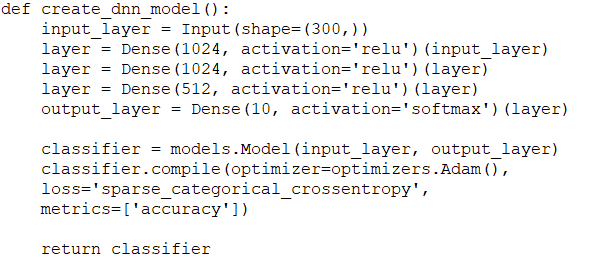 def create_dnn_model():
    input_layer = Input(shape=(300,))
    layer = Dense(1024, activation='relu')(input_layer)
    layer = Dense(1024, activation='relu')(layer)
    layer = Dense(512, activation='relu')(layer)
    output_layer = Dense(10, activation='softmax')(layer)

    classifier = models.Model(input_layer, output_layer)
    classifier.compile(optimizer=optimizers.Adam(),
    loss='sparse_categorical_crossentropy',
    metrics=['accuracy'])

    return classifier